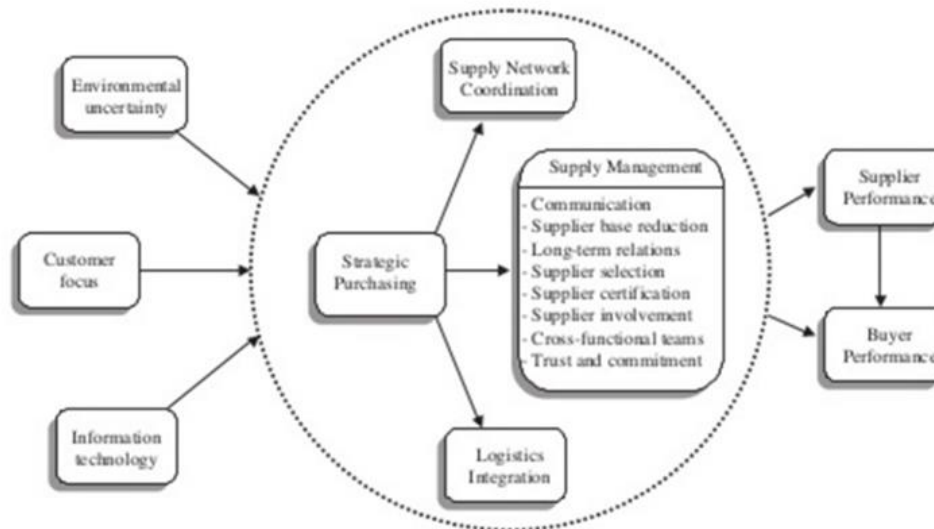 Environmental
uncertainty
Customer
focus
Information
technology
Supply Network
Coordination
Strategic
Purchasing
Supply Management
- Communication
- Supplier base reduction
- Long-term relations
- Supplier selection
- Supplier certification
- Supplier involvement
- Cross-functional teams
- Trust and commitment
Logistics
Integration
Supplier
Performance
Buyer
Performance